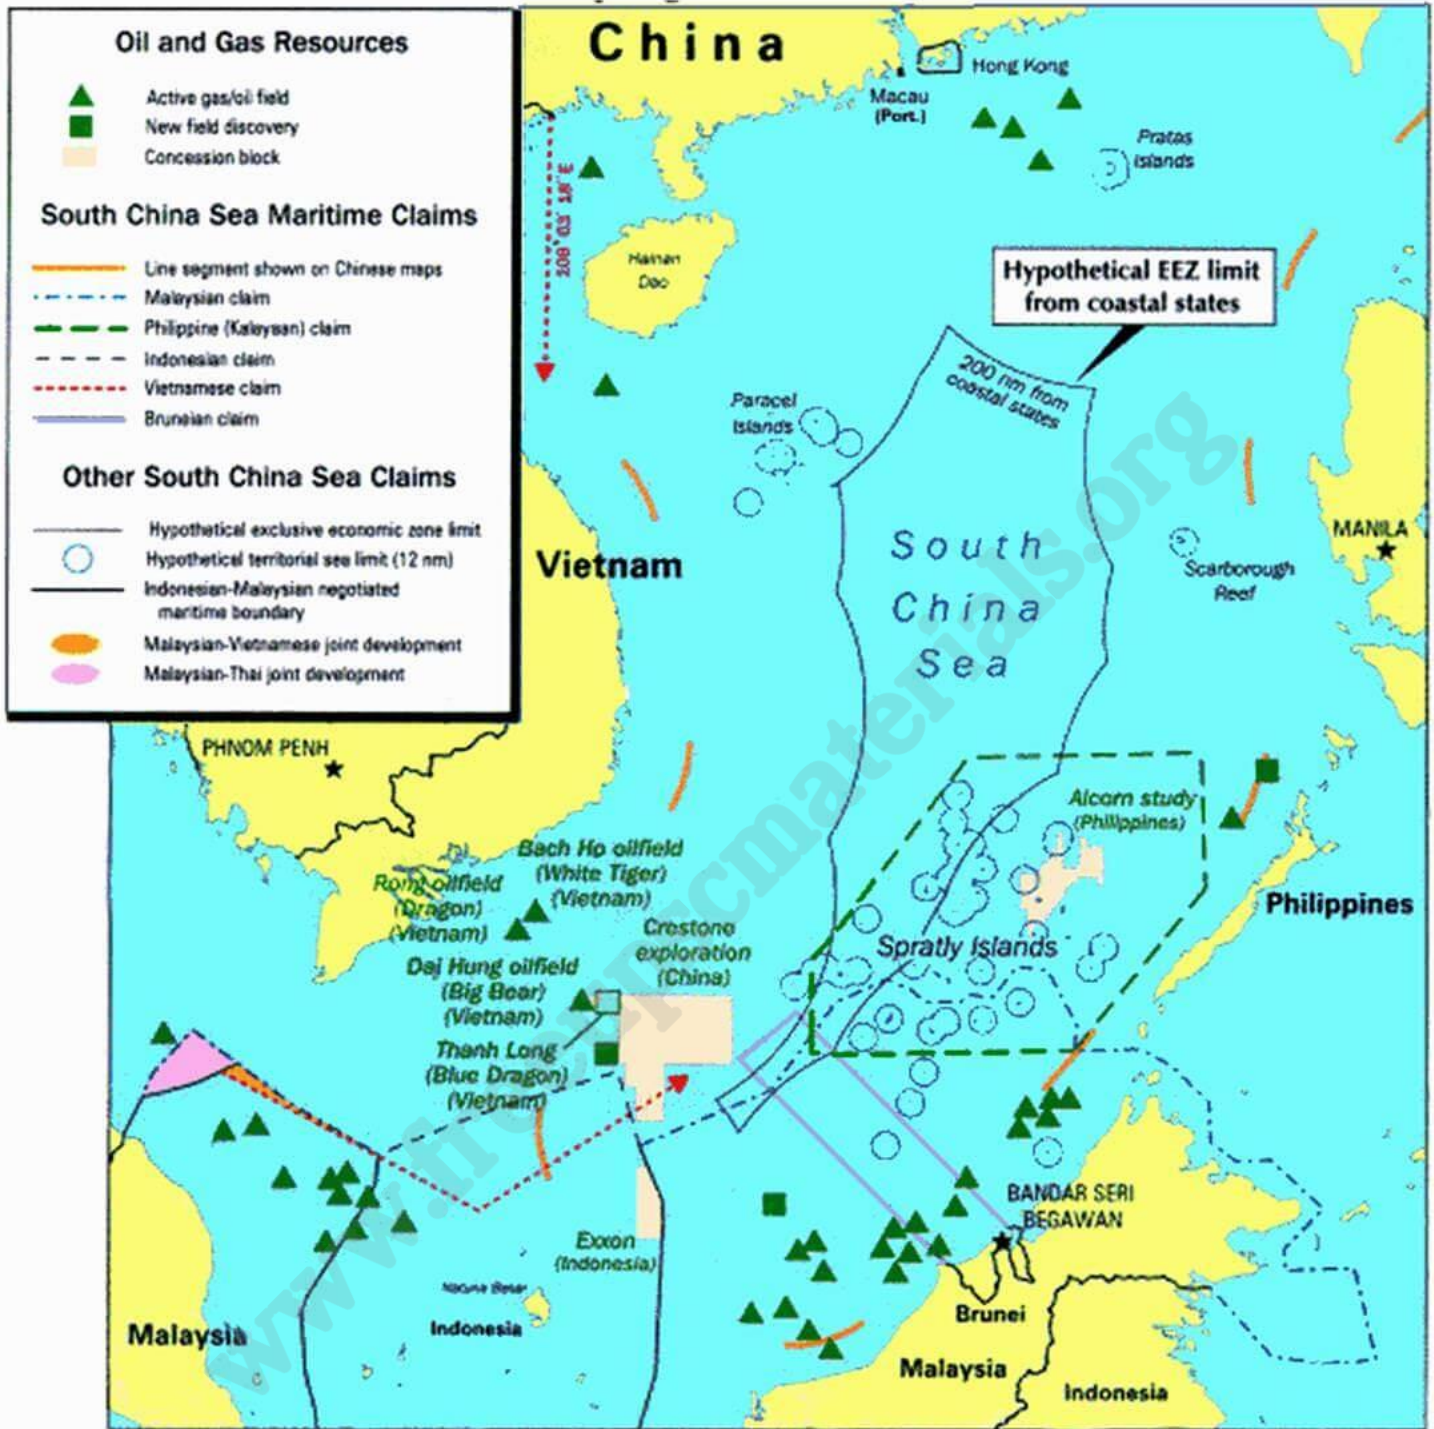 Oil and Gas Resources
Active gas/oil field
New field discovery
Concession block
South China Sea Maritime Claims
Line segment shown on Chinese maps
Malaysian claim
Philippine (Kalayaan) claim
Indonesian claim
Vietnamese claim
Bruneian claim
Other South China Sea Claims
Hypothetical exclusive economic zone limit
Hypothetical territorial sea limit (12 nm)
Indonesian-Malaysian negotiated
maritime boundary
Malaysian-Vietnamese joint development
Malaysian-Thai joint development
China
Hong Kong
Macau
(Port.)
Pratas
Islands
Hainan
Dao
Hypothetical EEZ limit
from coastal states
200 nm from
coastal states
Paracel
Islands
South
China
Sea
Vietnam
MANILA
Scarborough
Reef
PHNOM PENH
Alcorn study
(Philippines)
Bach Ho oilfield
(White Tiger)
(Vietnam)
Rong oilfield
(Dragon)
(Vietnam)
Crestone
exploration
(China)
Philippines
Spratly Islands
Dai Hung oilfield
(Big Bear)
(Vietnam)
Thanh Long
(Blue Dragon)
(Vietnam)
BANDAR SERI
BEGAWAN
Exxon
(Indonesia)
Natuna Besar
Indonesia
Malaysia
Brunei
Malaysia
Indonesia
www.freeupscmaterials.org